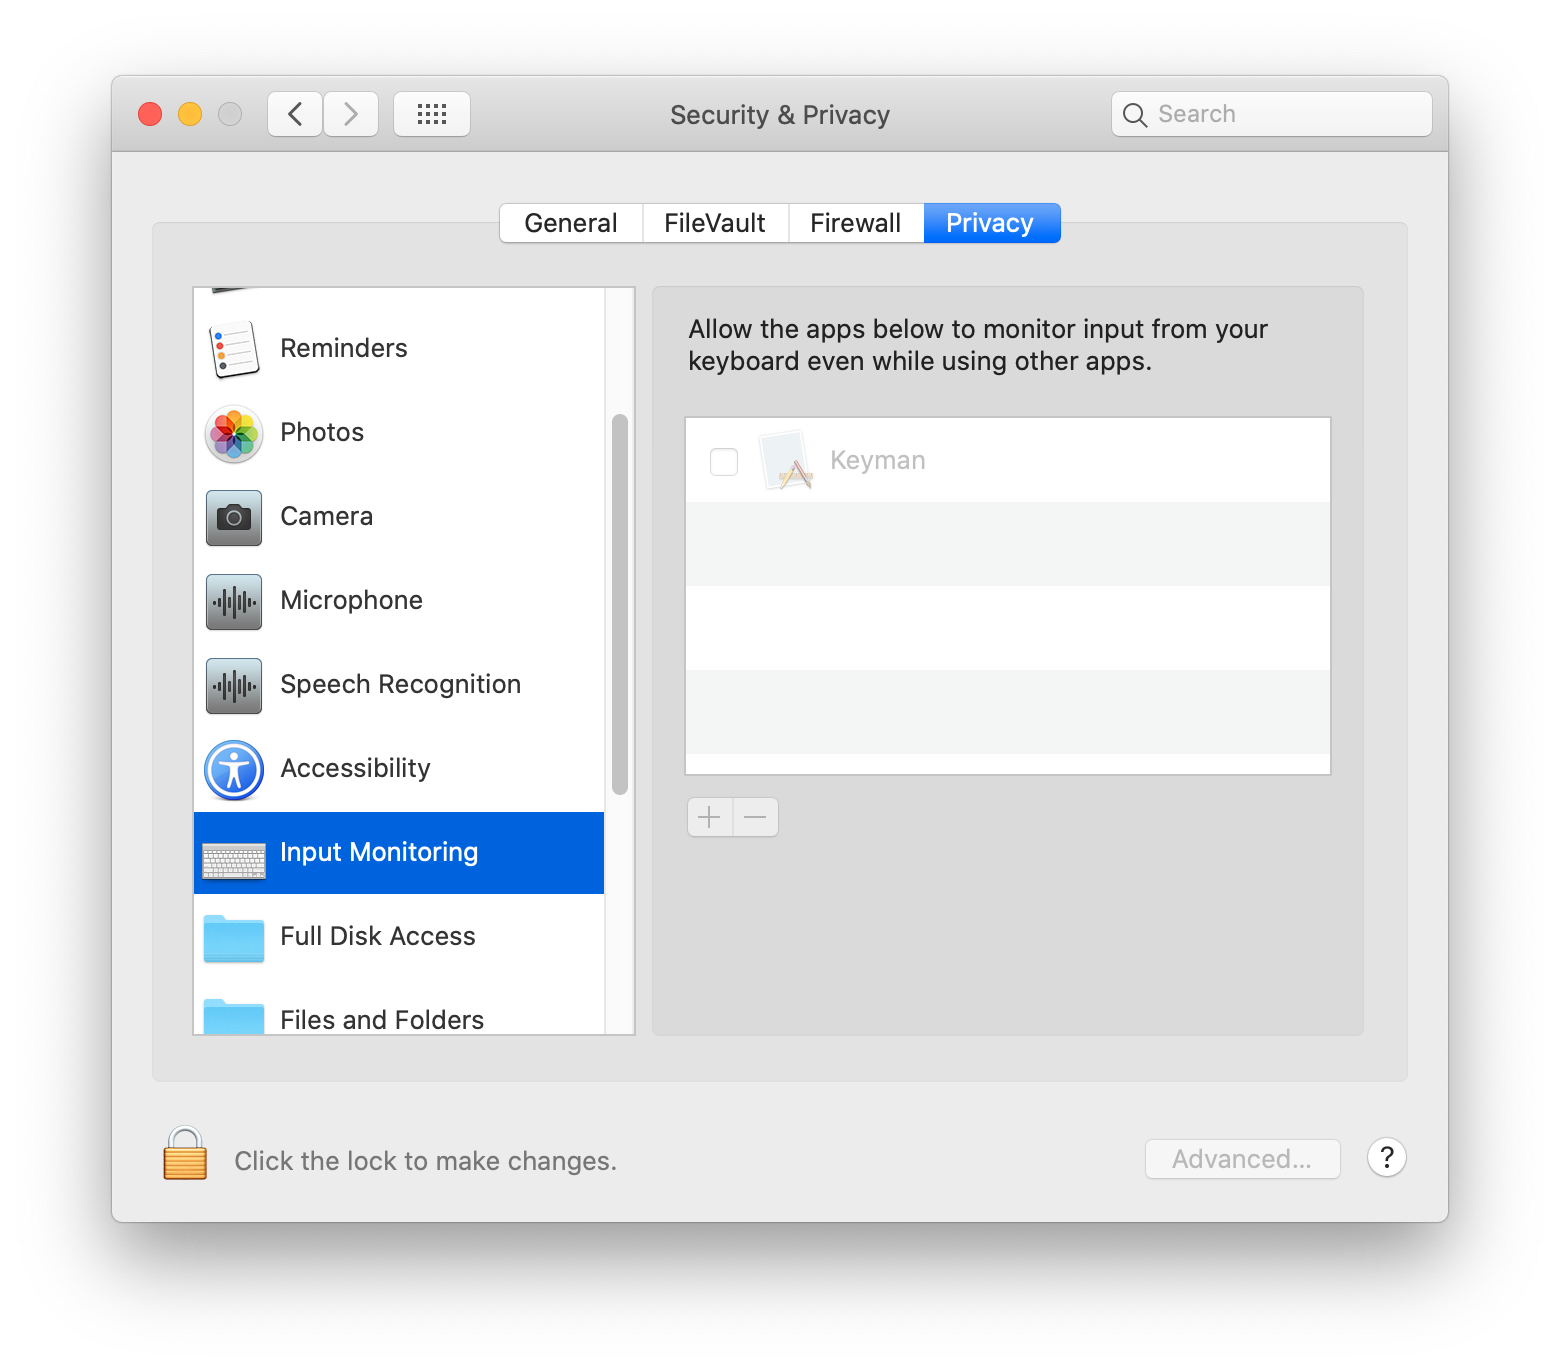 Security & Privacy
Search
General
FileVault
Firewall
Privacy
Reminders
Photos
Camera
Microphone
Speech Recognition
Accessibility
Input Monitoring
Full Disk Access
Files and Folders
Allow the apps below to monitor input from your
keyboard even while using other apps.
Keyman
Click the lock to make changes.
Advanced...
?